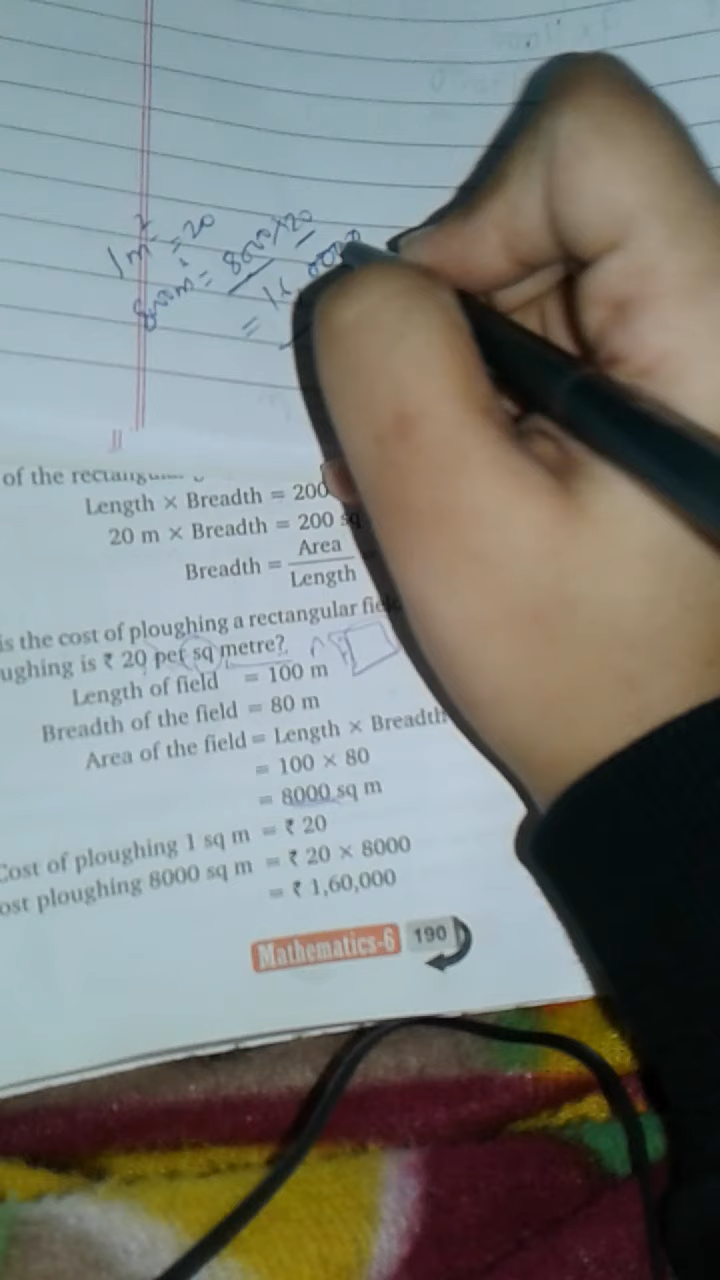 1m² = 20
8000m² = 8000×20
= 16 0000
of the rectangu
Length × Breadth = 200
20 m × Breadth = 200 sq
Breadth = Area
Length
is the cost of ploughing a rectangular fie
ughing is ₹ 20 per sq metre?
Length of field = 100 m
Breadth of the field = 80 m
Area of the field = Length × Breadth
= 100 × 80
= 8000 sq m
Cost of ploughing 1 sq m = ₹ 20
ost ploughing 8000 sq m = ₹ 20 × 8000
= ₹ 1,60,000
Mathematics-6 190